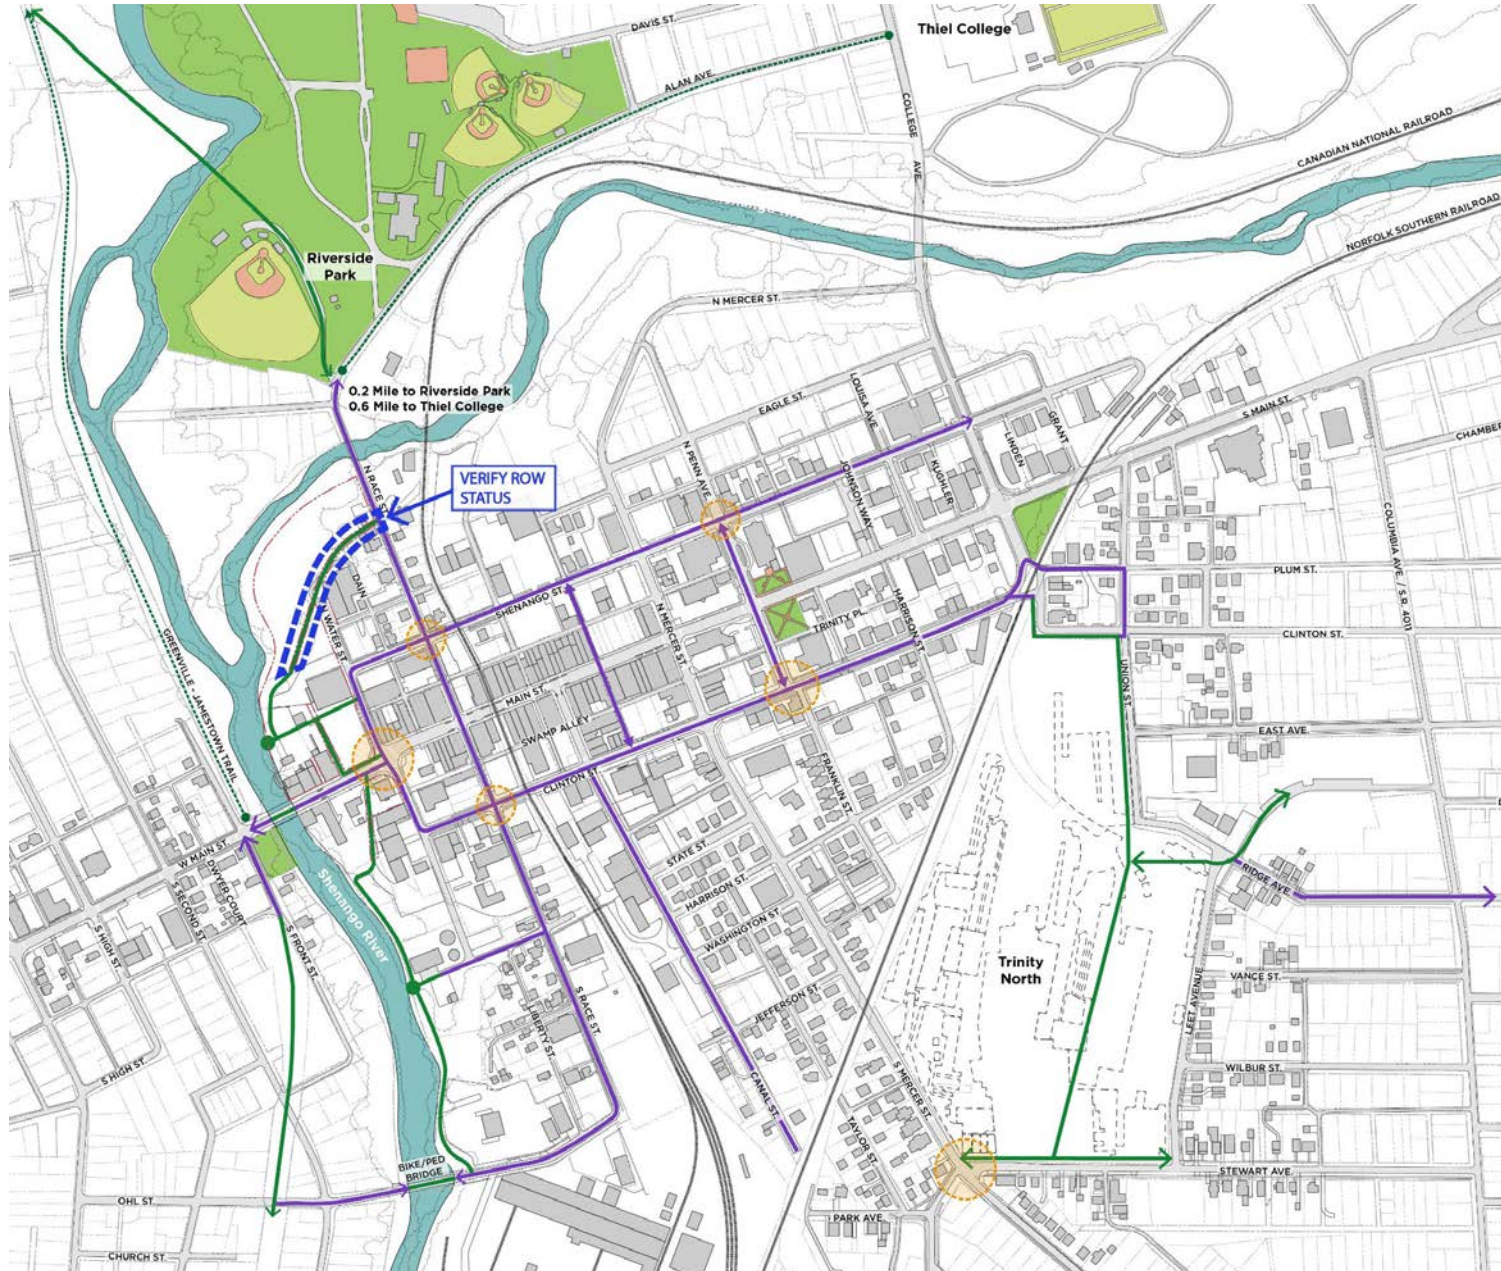 DAVIS ST.
Thiel College
ALAN AVE.
COLLEGE
AVE.
CANADIAN NATIONAL RAILROAD
NORFOLK SOUTHERN RAILROAD
Riverside
Park
N MERCER ST.
0.2 Mile to Riverside Park
0.6 Mile to Thiel College
EAGLE ST.
LOUISA AVE.
GRANT
S MAIN ST.
LINDEN
CHAMBER
N PENN AVE.
JOHNSON WAY
KUGHLER
N RACE ST.
VERIFY ROW
STATUS
COLUMBIA AVE. / S.R. 4011
DAIN
SHENANGO ST.
PLUM ST.
N WATER ST.
N MERCER ST.
TRINITY PL.
HARRISON ST.
CLINTON ST.
GREENVILLE - JAMESTOWN TRAIL
MAIN ST.
UNION ST.
SWAMP ALLEY
EAST AVE.
CLINTON ST.
FRANKLIN ST.
W MAIN ST.
DWYER COURT
S SECOND ST.
STATE ST.
HARRISON ST.
RIDGE AVE.
Shenango River
WASHINGTON ST.
S HIGH ST.
S FRONT ST.
Trinity
North
VANCE ST.
JEFFERSON ST.
S RACE ST.
LIBERTY ST.
LEET AVENUE
S HIGH ST.
WILBUR ST.
CANAL ST.
S MERCER ST.
TAYLOR ST.
BIKE/PED
BRIDGE
STEWART AVE.
OHL ST.
PARK AVE.
CHURCH ST.